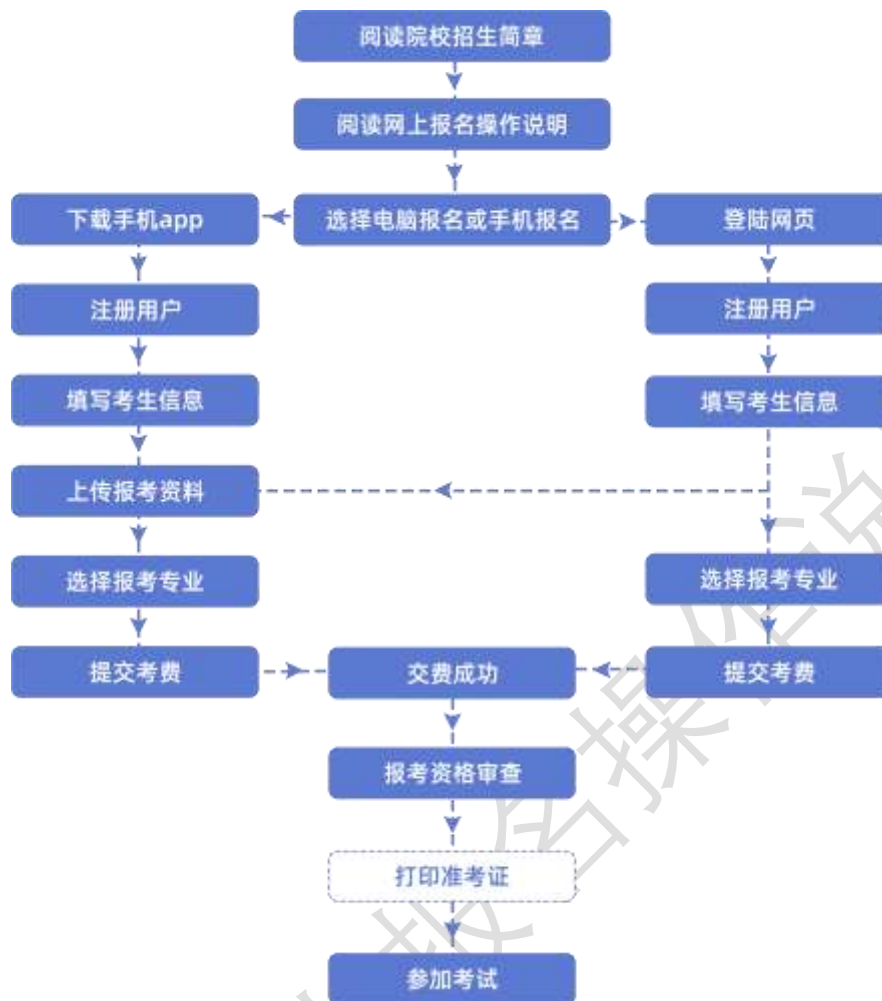 阅读院校招生简章
阅读网上报名操作说明
下载手机app
选择电脑报名或手机报名
登陆网页
注册用户
注册用户
填写考生信息
填写考生信息
上传报考资料
选择报考专业
选择报考专业
提交考费
交费成功
提交考费
报考资格审查
打印准考证
参加考试
报名操作说